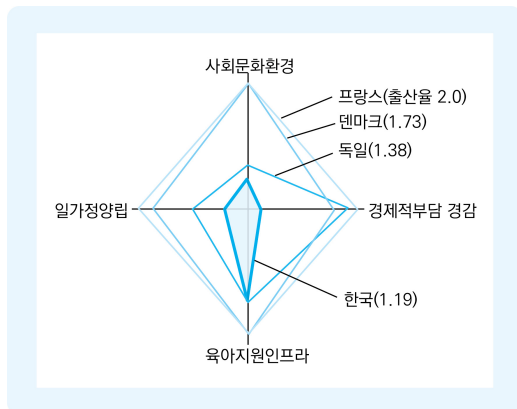 사회문화환경
프랑스(출산율 2.0)
덴마크(1.73)
독일(1.38)
일가정양립
경제적부담 경감
한국(1.19)
육아지원인프라